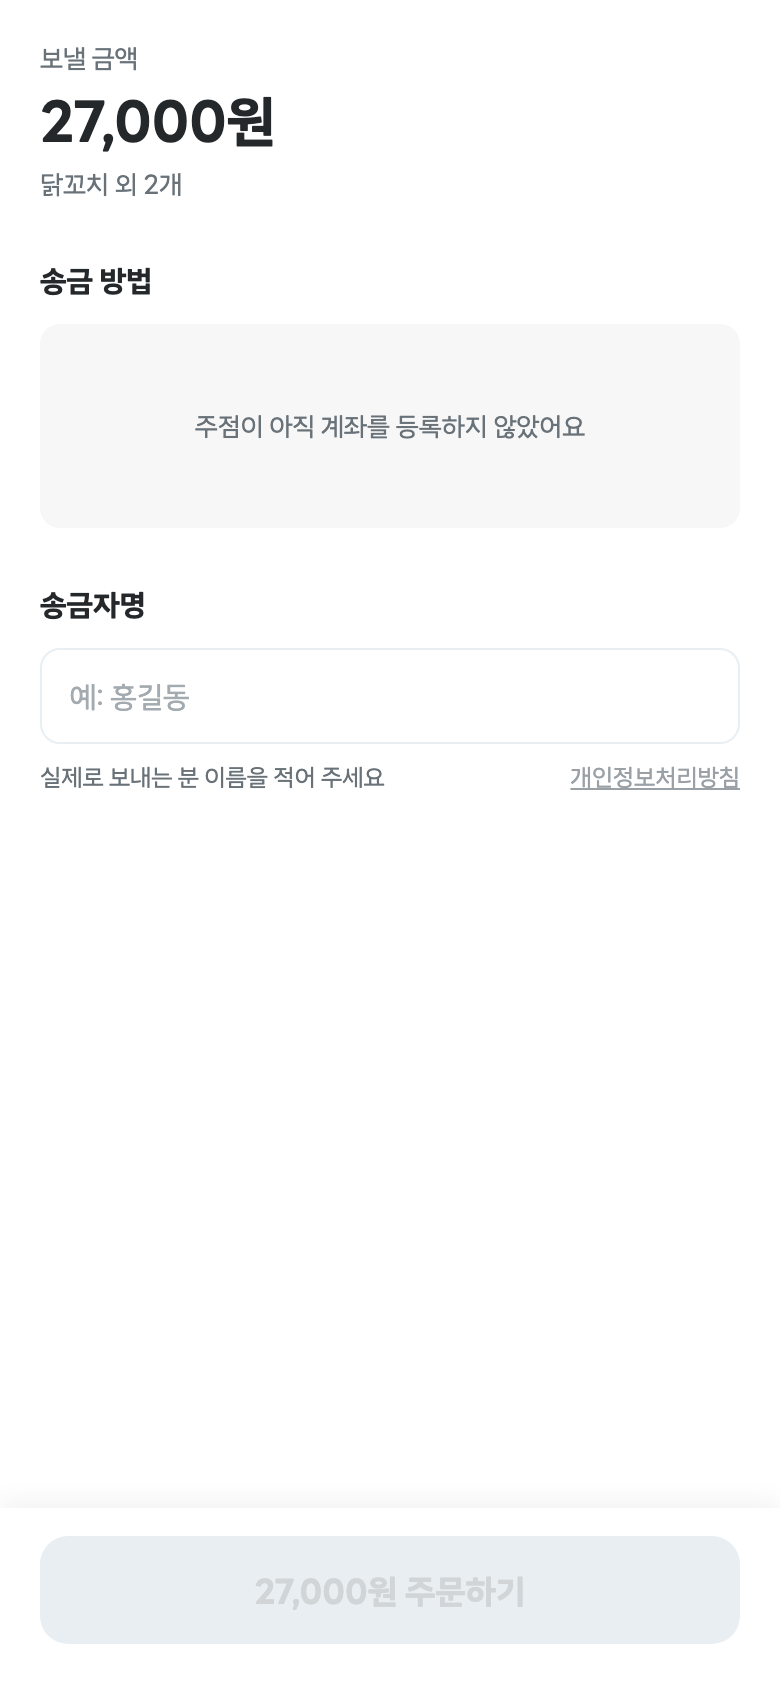 보낼 금액
27,000원
닭꼬치 외 2개
송금 방법
주점이 아직 계좌를 등록하지 않았어요
송금자명
예: 홍길동
실제로 보내는 분 이름을 적어 주세요 개인정보처리방침
27,000원 주문하기